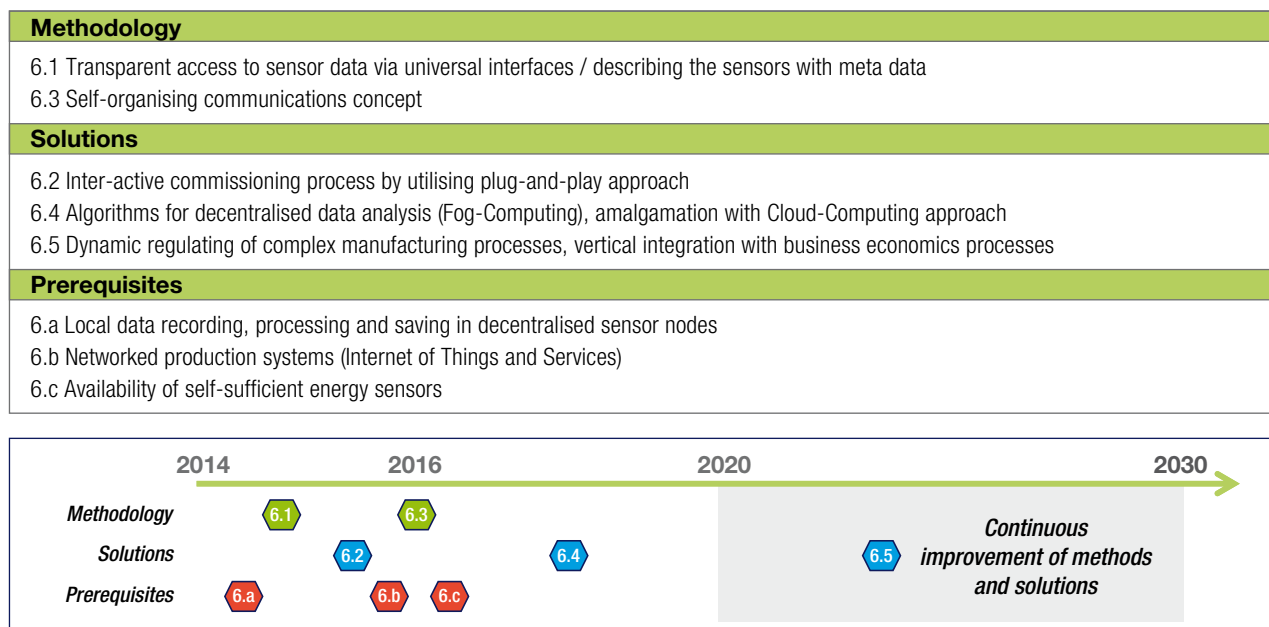 Methodology
6.1 Transparent access to sensor data via universal interfaces / describing the sensors with meta data
6.3 Self-organising communications concept
Solutions
6.2 Inter-active commissioning process by utilising plug-and-play approach
6.4 Algorithms for decentralised data analysis (Fog-Computing), amalgamation with Cloud-Computing approach
6.5 Dynamic regulating of complex manufacturing processes, vertical integration with business economics processes
Prerequisites
6.a Local data recording, processing and saving in decentralised sensor nodes
6.b Networked production systems (Internet of Things and Services)
6.c Availability of self-sufficient energy sensors
2014 2016 2020 2030
Methodology 6.1 6.3
Solutions 6.2 6.4 6.5
Prerequisites 6.a 6.b 6.c
Continuous
improvement of methods
and solutions